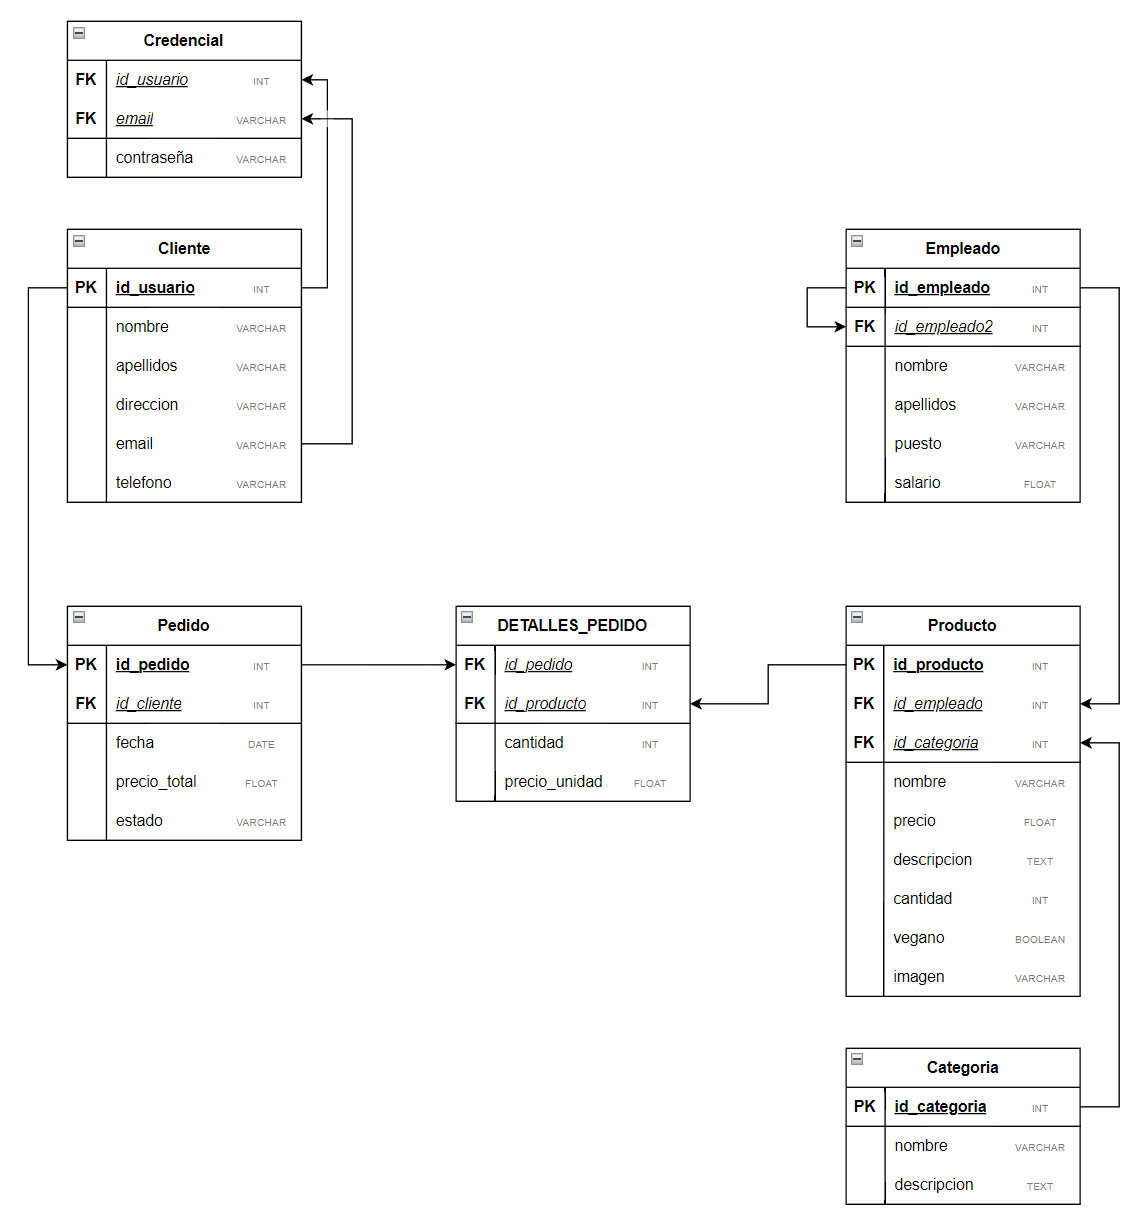 Credencial
FK id_usuario INT
FK email VARCHAR
contraseña VARCHAR
Cliente
PK id_usuario INT
nombre VARCHAR
apellidos VARCHAR
direccion VARCHAR
email VARCHAR
telefono VARCHAR
Empleado
PK id_empleado INT
FK id_empleado2 INT
nombre VARCHAR
apellidos VARCHAR
puesto VARCHAR
salario FLOAT
Pedido
PK id_pedido INT
FK id_cliente INT
fecha DATE
precio_total FLOAT
estado VARCHAR
DETALLES_PEDIDO
FK id_pedido INT
FK id_producto INT
cantidad INT
precio_unidad FLOAT
Producto
PK id_producto INT
FK id_empleado INT
FK id_categoria INT
nombre VARCHAR
precio FLOAT
descripcion TEXT
cantidad INT
vegano BOOLEAN
imagen VARCHAR
Categoria
PK id_categoria INT
nombre VARCHAR
descripcion TEXT